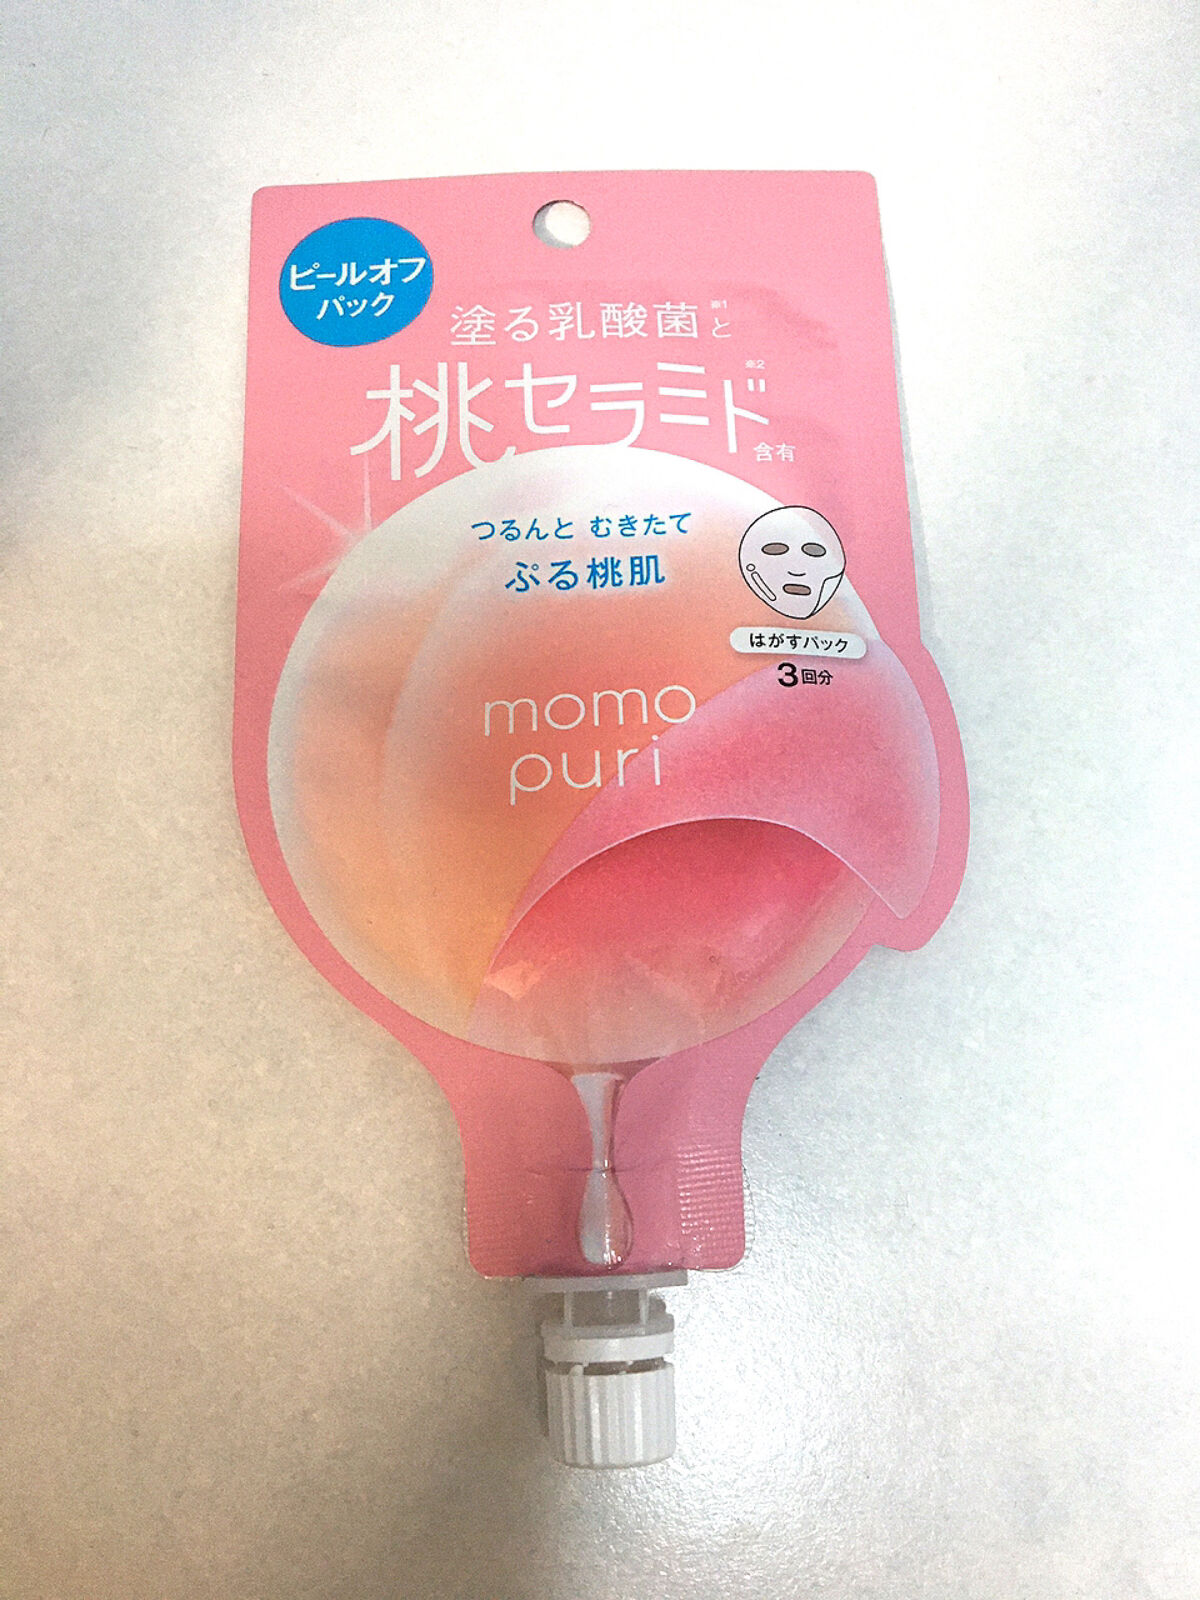 ピールオフ
パック
塗る乳酸菌※1と
桃セラミド※2
含有
つるんと むきたて
ぷる桃肌
はがすパック
3回分
momo
puri